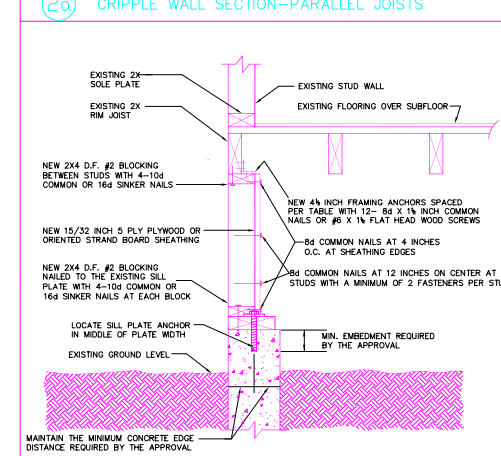 2a CRIPPLE WALL SECTION-PARALLEL JOISTS
EXISTING 2X
SOLE PLATE
EXISTING STUD WALL
EXISTING 2X
RIM JOIST
EXISTING FLOORING OVER SUBFLOOR
NEW 2X4 D.F. #2 BLOCKING
BETWEEN STUDS WITH 4-10d
COMMON OR 16d SINKER NAILS
NEW 4½ INCH FRAMING ANCHORS SPACED
PER TABLE WITH 12- 8d X 1½ INCH COMMON
NAILS OR #6 X 1½ FLAT HEAD WOOD SCREWS
NEW 15/32 INCH 5 PLY PLYWOOD OR
ORIENTED STRAND BOARD SHEATHING
8d COMMON NAILS AT 4 INCHES
O.C. AT SHEATHING EDGES
NEW 2X4 D.F. #2 BLOCKING
NAILED TO THE EXISTING SILL
PLATE WITH 4-10d COMMON OR
16d SINKER NAILS AT EACH BLOCK
8d COMMON NAILS AT 12 INCHES ON CENTER AT
STUDS WITH A MINIMUM OF 2 FASTENERS PER STU
LOCATE SILL PLATE ANCHOR
IN MIDDLE OF PLATE WIDTH
MIN. EMBEDMENT REQUIRED
BY THE APPROVAL
EXISTING GROUND LEVEL
MAINTAIN THE MINIMUM CONCRETE EDGE
DISTANCE REQUIRED BY THE APPROVAL